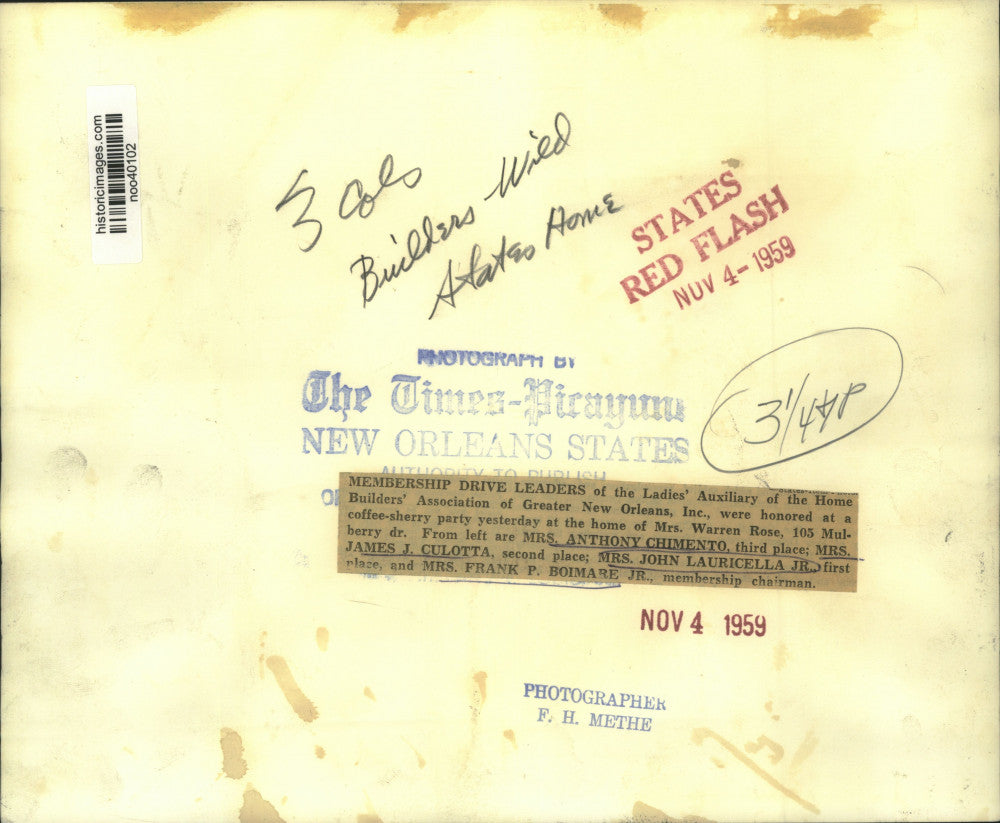 historicimages.com
noo40102
3 Cols
Builders Wild
States Home
STATES
RED FLASH
NOV 4-1959
PHOTOGRAPH BY
The Times-Picayune
NEW ORLEANS STATES
AUTHORITY TO PUBLISH
3 1/4
MEMBERSHIP DRIVE LEADERS of the Ladies' Auxiliary of the Home
Builders' Association of Greater New Orleans, Inc., were honored at a
coffee-sherry party yesterday at the home of Mrs. Warren Rose, 105 Mul-
berry dr. From left are MRS. ANTHONY CHIMENTO, third place; MRS.
JAMES J. CULOTTA, second place; MRS. JOHN LAURICELLA JR., first
place, and MRS. FRANK P. BOIMARE JR., membership chairman.
NOV 4 1959
PHOTOGRAPHER
F. H. METHE